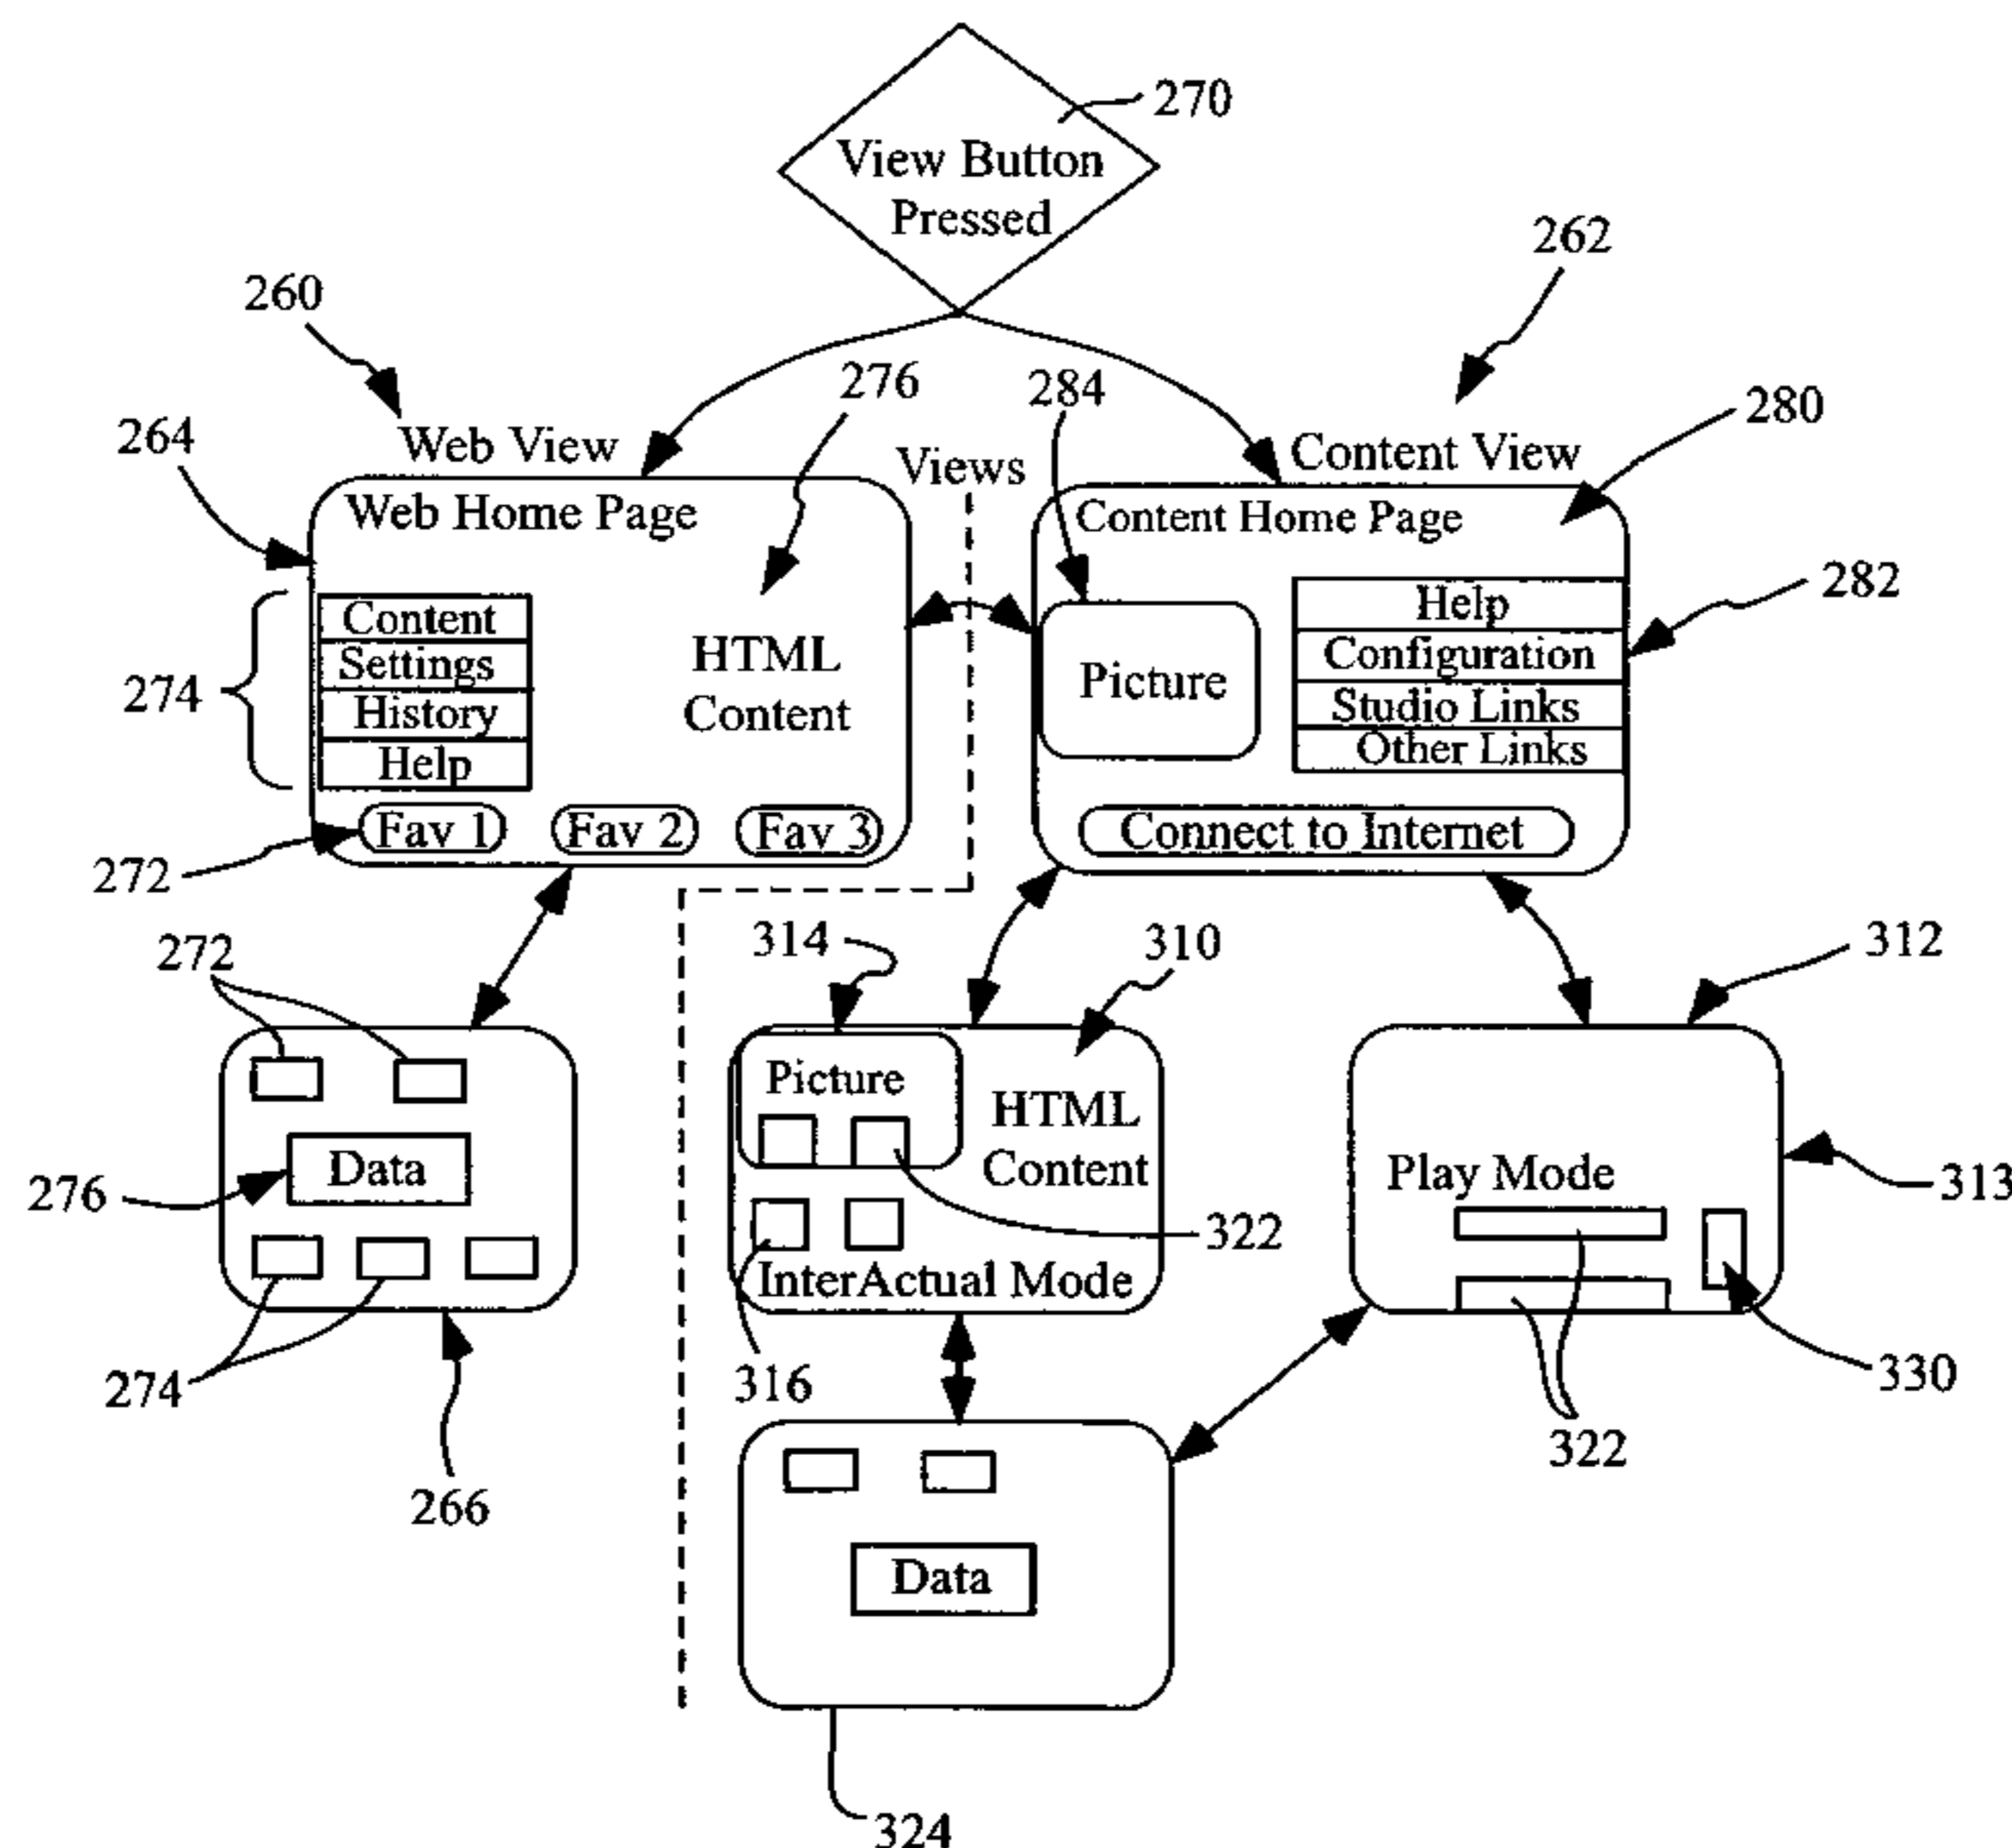 270
View Button
Pressed
262
260
276
284
280
264
Web View
Views
Content View
Web Home Page
Content Home Page
282
Content
Settings
History
Help
274
HTML
Content
Picture
Help
Configuration
Studio Links
Other Links
Fav 1
Fav 2
Fav 3
Connect to Internet
272
272
314
310
312
Picture
HTML
Content
Data
276
Play Mode
313
322
InterActual Mode
274
316
330
322
266
Data
324